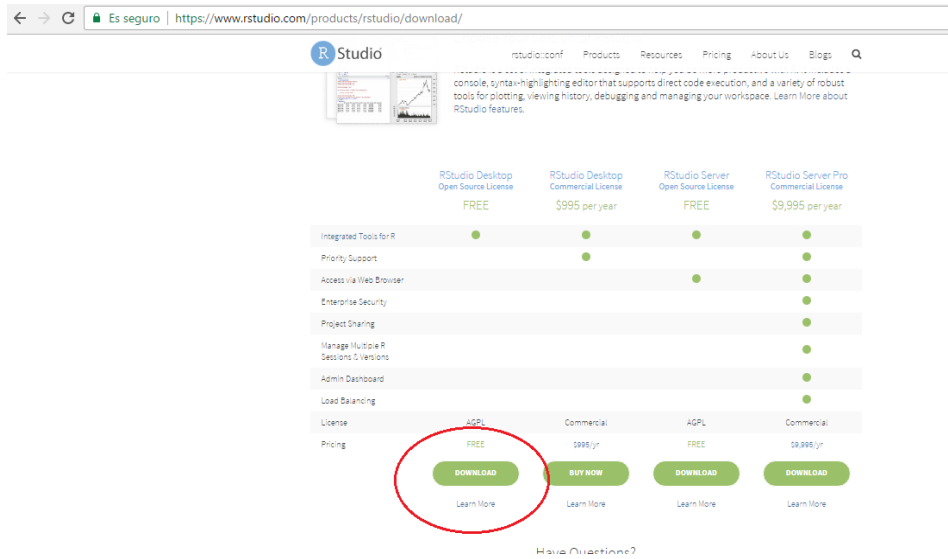 Es seguro | https://www.rstudio.com/products/rstudio/download/
R Studio
rstudio::conf Products Resources Pricing About Us Blogs
console, syntax-highlighting editor that supports direct code execution, and a variety of robust
tools for plotting, viewing history, debugging and managing your workspace. Learn More about
RStudio features.
RStudio Desktop RStudio Desktop RStudio Server RStudio Server Pro
Open Source License Commercial License Open Source License Commercial License
FREE $995 per year FREE $9,995 per year
Integrated Tools for R
Priority Support
Access via Web Browser
Enterprise Security
Project Sharing
Manage Multiple R
Sessions & Versions
Admin Dashboard
Load Balancing
License AGPL Commercial AGPL Commercial
Pricing FREE $995/yr FREE $9,995/yr
DOWNLOAD BUY NOW DOWNLOAD DOWNLOAD
Learn More Learn More Learn More Learn More
Have Questions?